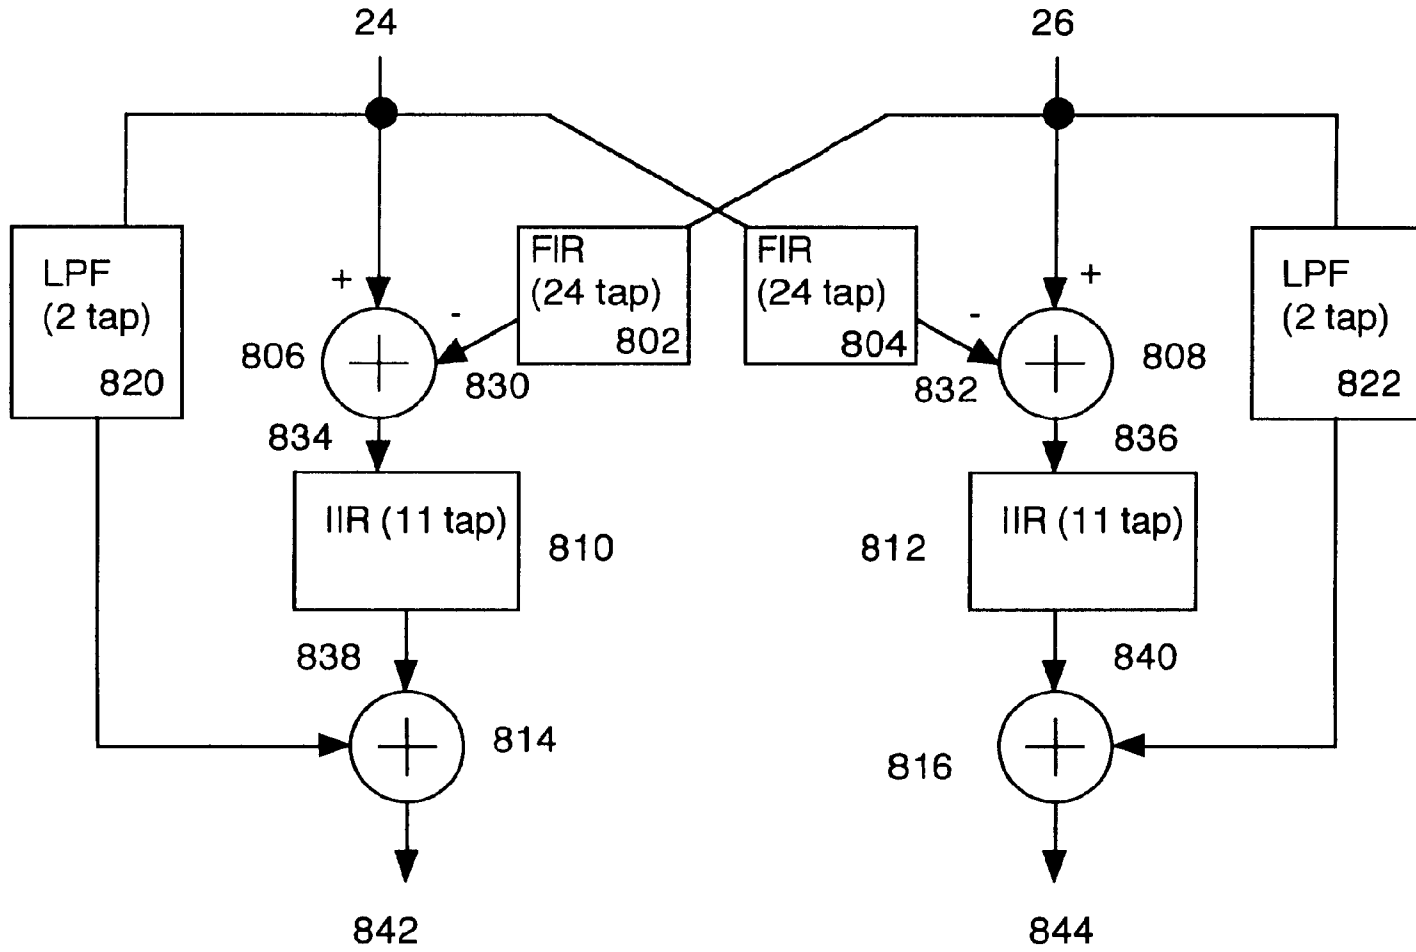 24
26
LPF
(2 tap)
820
+
-
806
830
FIR
(24 tap)
802
FIR
(24 tap)
804
-
+
832
808
LPF
(2 tap)
822
834
836
IIR (11 tap)
810
812
IIR (11 tap)
838
840
814
816
842
844